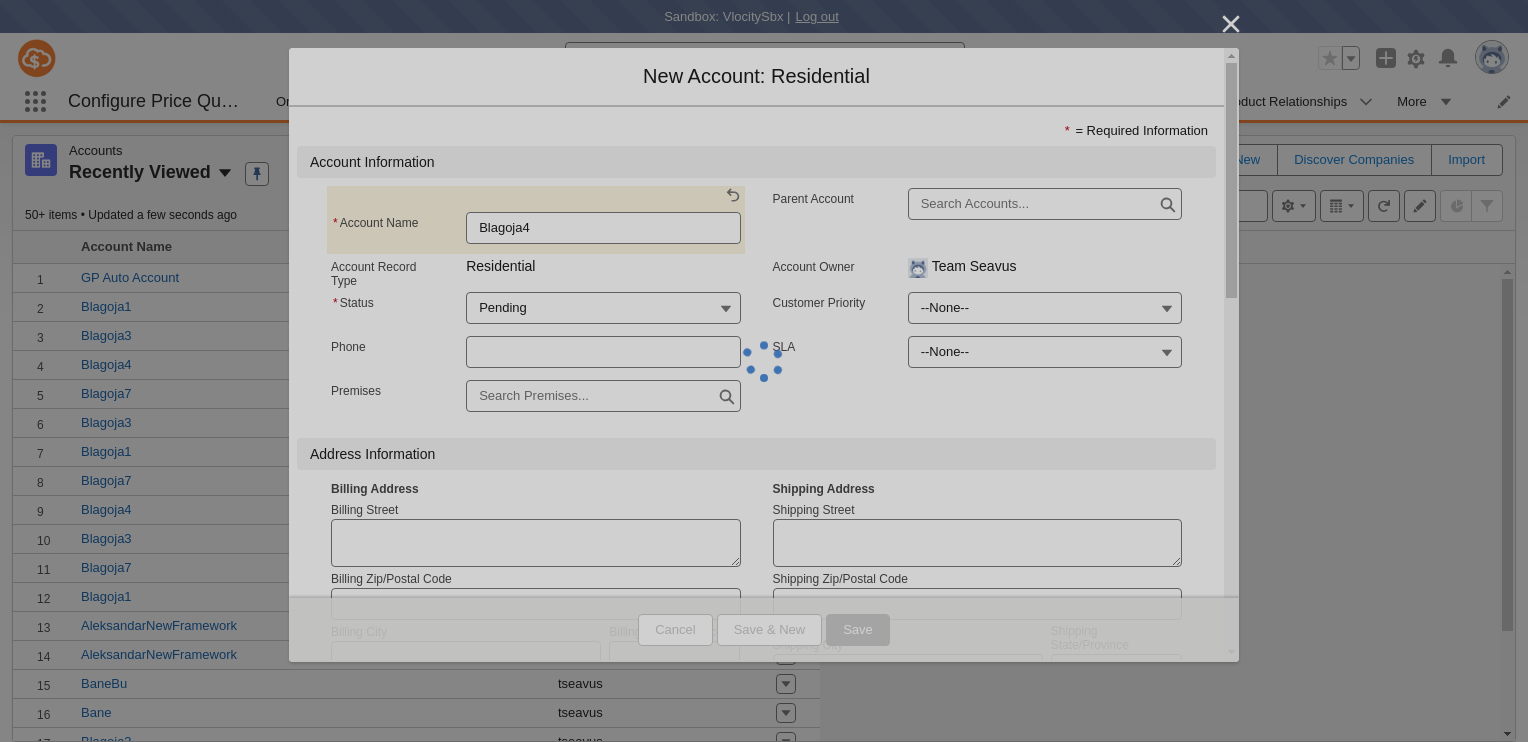 Sandbox: VlocitySbx | Log out
New Account: Residential
Configure Price Qu…
Product Relationships
More
* = Required Information
Accounts
Recently Viewed
New
Discover Companies
Import
50+ items • Updated a few seconds ago
Account Name
1 GP Auto Account
2 Blagoja1
3 Blagoja3
4 Blagoja4
5 Blagoja7
6 Blagoja3
7 Blagoja1
8 Blagoja7
9 Blagoja4
10 Blagoja3
11 Blagoja7
12 Blagoja1
13 AleksandarNewFramework
14 AleksandarNewFramework
15 BaneBu tseavus
16 Bane tseavus
17 Blagoja3 tseavus
Account Information
*Account Name
Blagoja4
Parent Account
Search Accounts...
Account Record
Type
Residential
Account Owner
Team Seavus
*Status
Pending
Customer Priority
--None--
Phone
SLA
--None--
Premises
Search Premises...
Address Information
Billing Address
Shipping Address
Billing Street
Shipping Street
Billing Zip/Postal Code
Shipping Zip/Postal Code
Billing City
Shipping City
Shipping
State/Province
Cancel
Save & New
Save